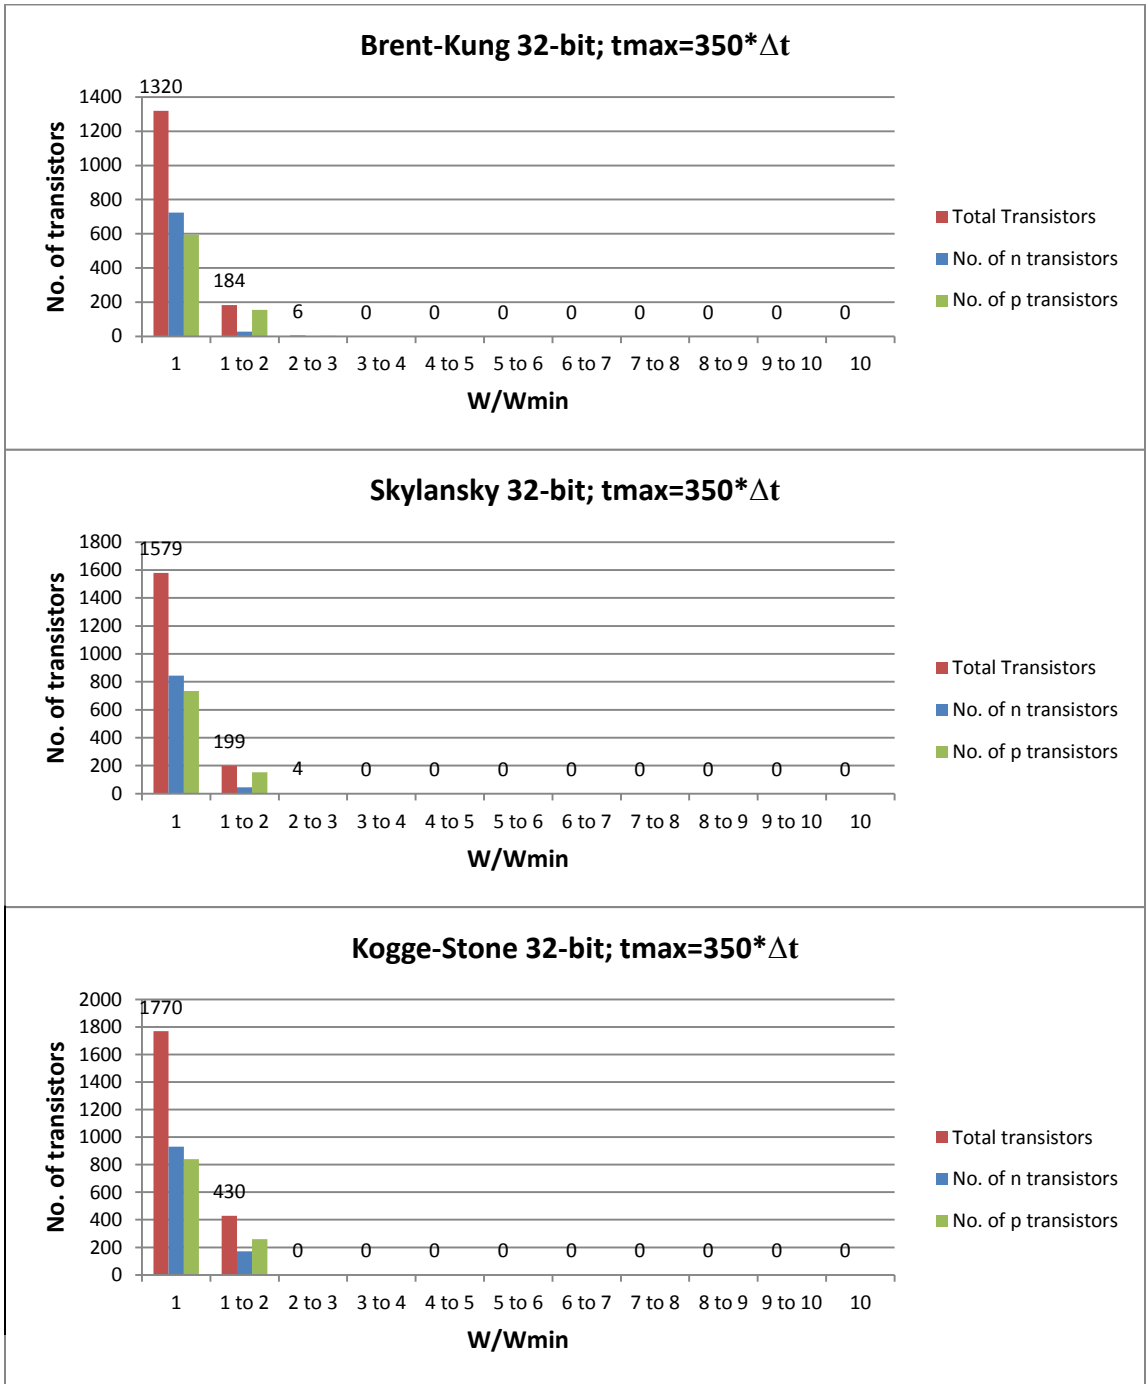 Brent-Kung 32-bit; tmax=350*Δt
1320
1400
1200
1000
800
600
400
200
0
No. of transistors
184
6 0 0 0 0 0 0 0 0
1 1 to 2 2 to 3 3 to 4 4 to 5 5 to 6 6 to 7 7 to 8 8 to 9 9 to 10 10
W/Wmin
Total Transistors
No. of n transistors
No. of p transistors
Skylansky 32-bit; tmax=350*Δt
1800
1579
1600
1400
1200
1000
800
600
400
200
0
No. of transistors
199
4 0 0 0 0 0 0 0 0
1 1 to 2 2 to 3 3 to 4 4 to 5 5 to 6 6 to 7 7 to 8 8 to 9 9 to 10 10
W/Wmin
Total Transistors
No. of n transistors
No. of p transistors
Kogge-Stone 32-bit; tmax=350*Δt
2000
1770
1800
1600
1400
1200
1000
800
600
400
200
0
No. of transistors
430
0 0 0 0 0 0 0 0 0
1 1 to 2 2 to 3 3 to 4 4 to 5 5 to 6 6 to 7 7 to 8 8 to 9 9 to 10 10
W/Wmin
Total transistors
No. of n transistors
No. of p transistors